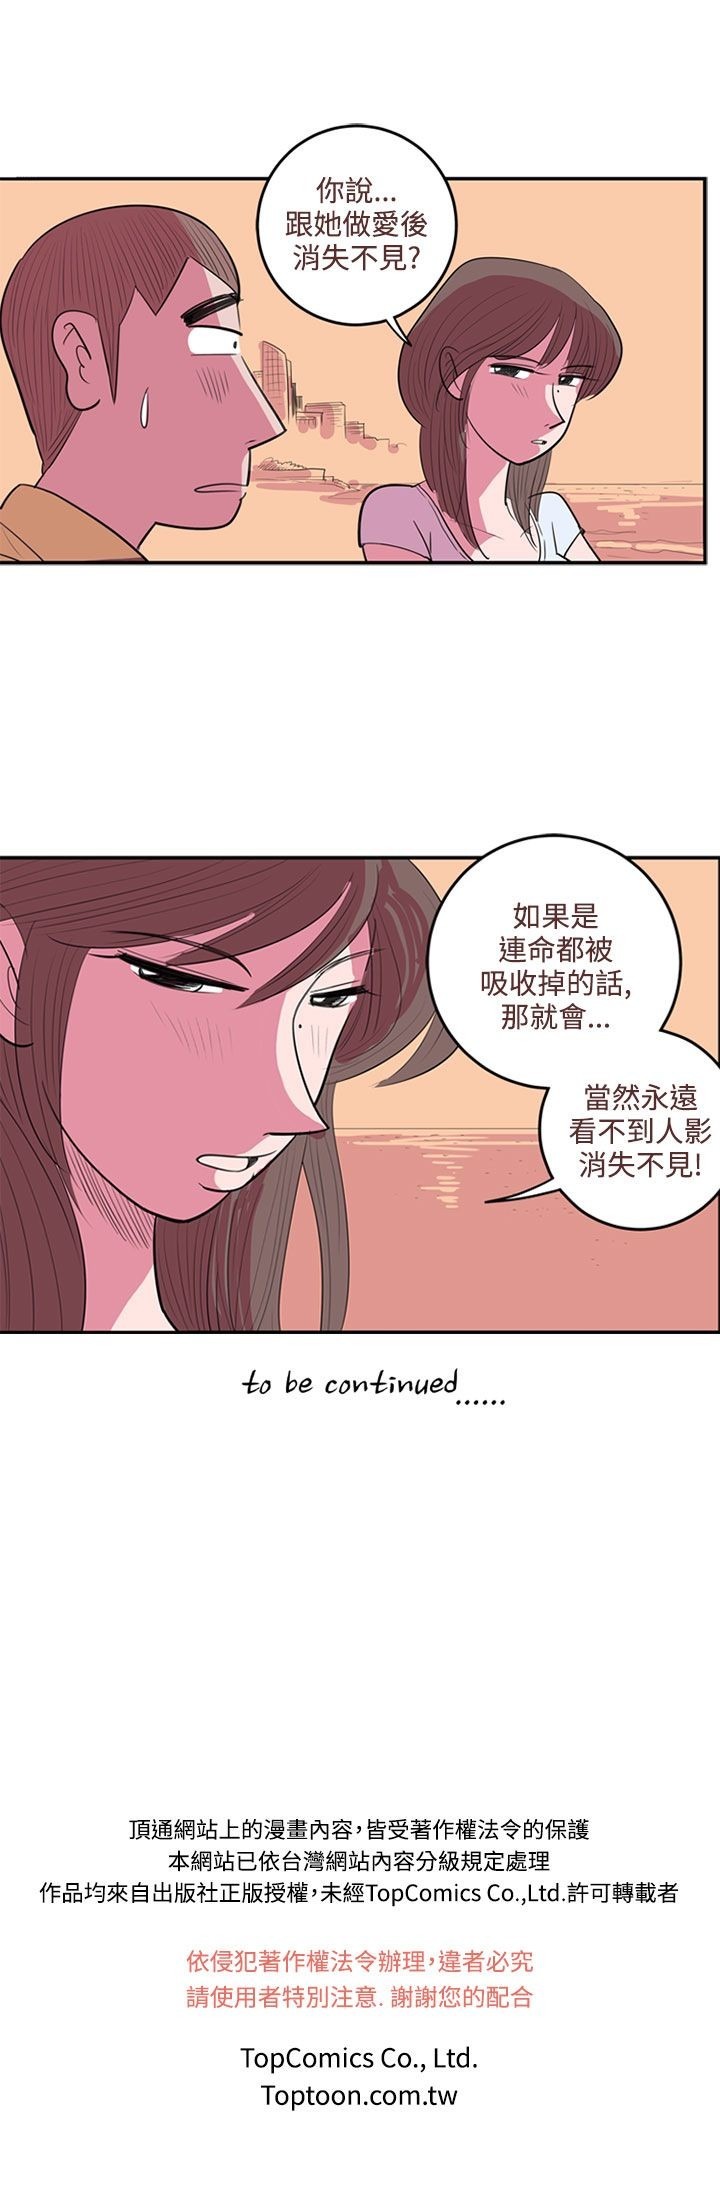 你說...
跟她做愛後
消失不見?
如果是
連命都被
吸收掉的話,
那就會...
當然永遠
看不到人影
消失不見!
to be continued......
頂通網站上的漫畫內容，皆受著作權法令的保護
本網站已依台灣網站內容分級規定處理
作品均來自出版社正版授權，未經TopComics Co.,Ltd.許可轉載者
依侵犯著作權法令辦理，違者必究
請使用者特別注意. 謝謝您的配合
TopComics Co., Ltd.
Toptoon.com.tw